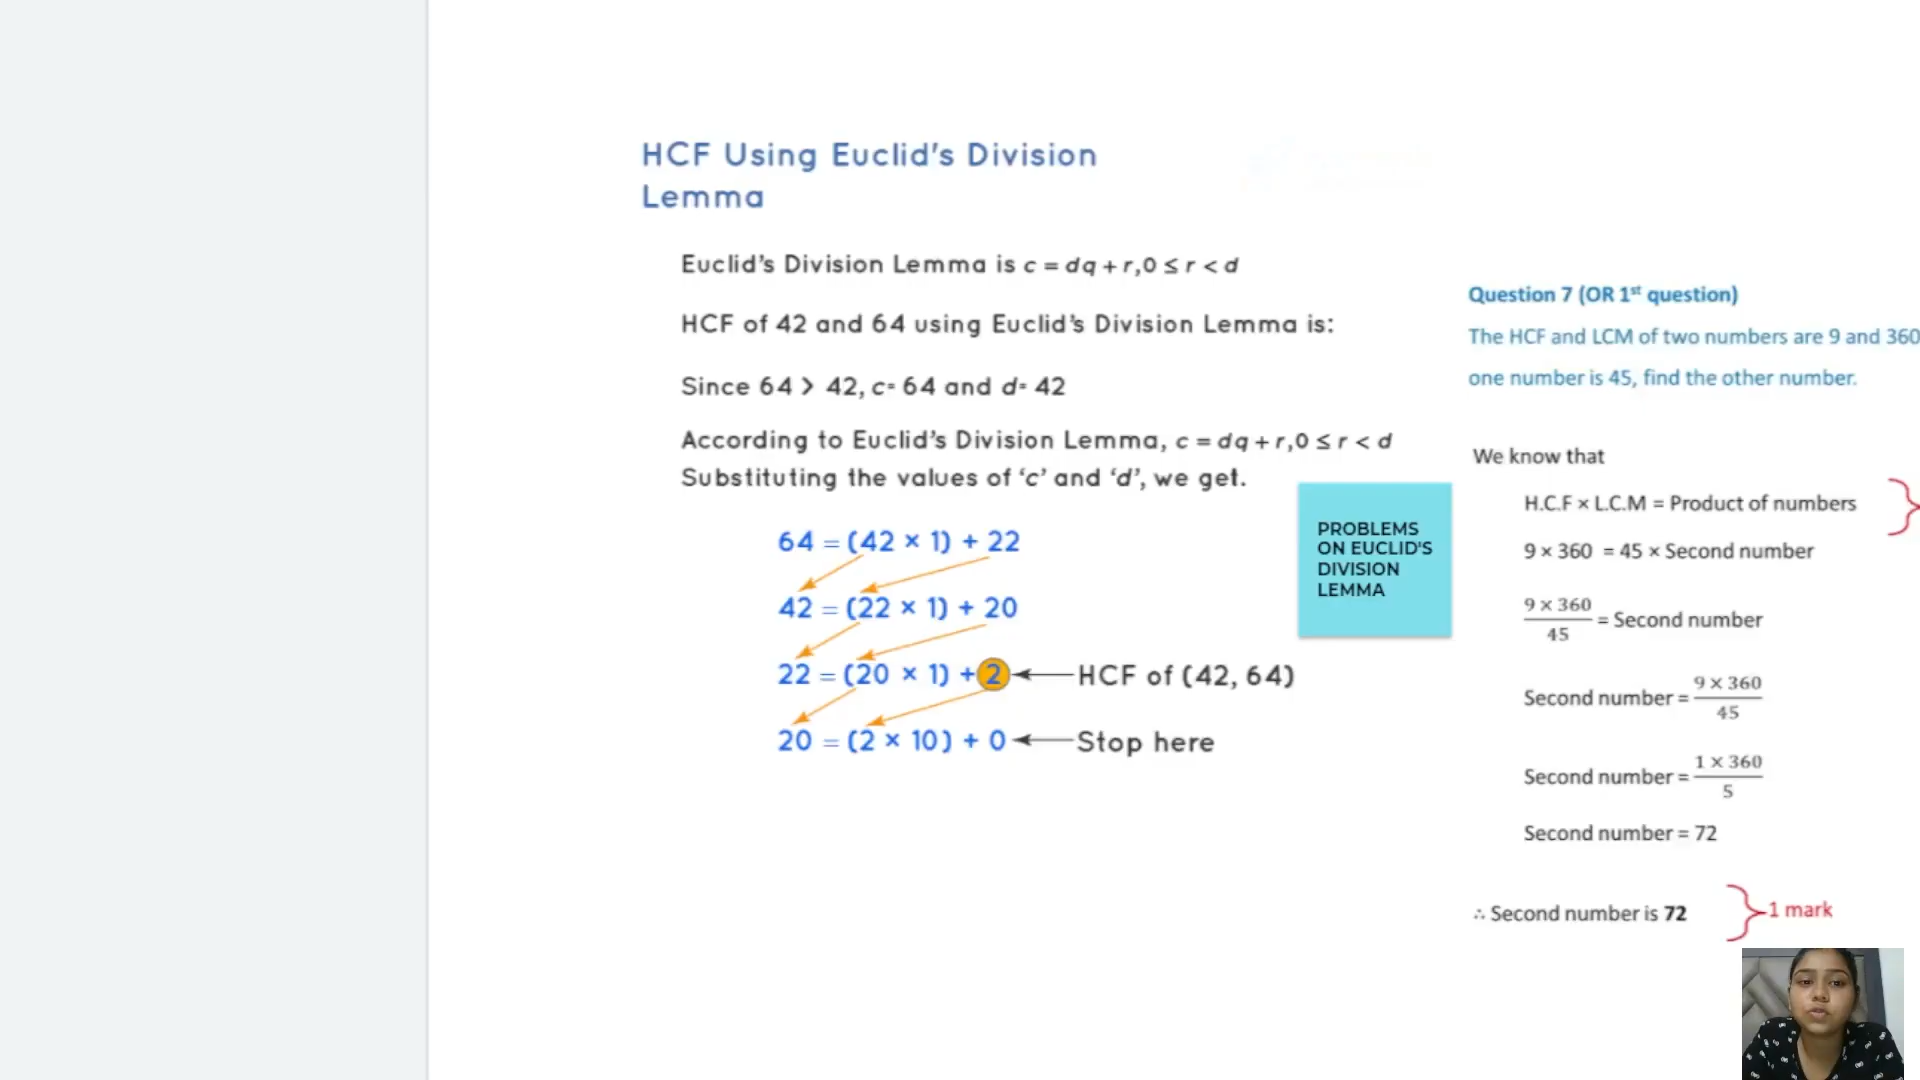 HCF Using Euclid's Division
Lemma
Euclid's Division Lemma is c = dq + r, 0 ≤ r < d
HCF of 42 and 64 using Euclid's Division Lemma is:
Since 64 > 42, c= 64 and d= 42
According to Euclid's Division Lemma, c = dq + r, 0 ≤ r < d
Substituting the values of 'c' and 'd', we get.
64 = (42 × 1) + 22
42 = (22 × 1) + 20
22 = (20 × 1) + 2 HCF of (42, 64)
20 = (2 × 10) + 0 Stop here
PROBLEMS
ON EUCLID'S
DIVISION
LEMMA
Question 7 (OR 1st question)
The HCF and LCM of two numbers are 9 and 360
one number is 45, find the other number.
We know that
H.C.F × L.C.M = Product of numbers
9 × 360 = 45 × Second number
9 × 360
45
= Second number
Second number = 9 × 360
45
Second number = 1 × 360
5
Second number = 72
∴ Second number is 72
1 mark